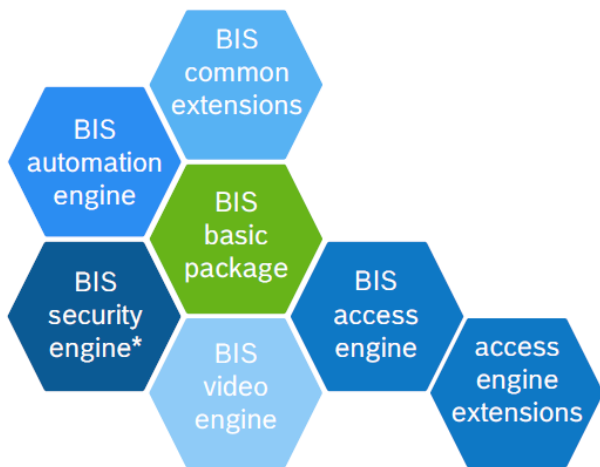 BIS
common
extensions
BIS
automation
engine
BIS
basic
package
BIS
security
engine*
BIS
access
engine
BIS
video
engine
access
engine
extensions